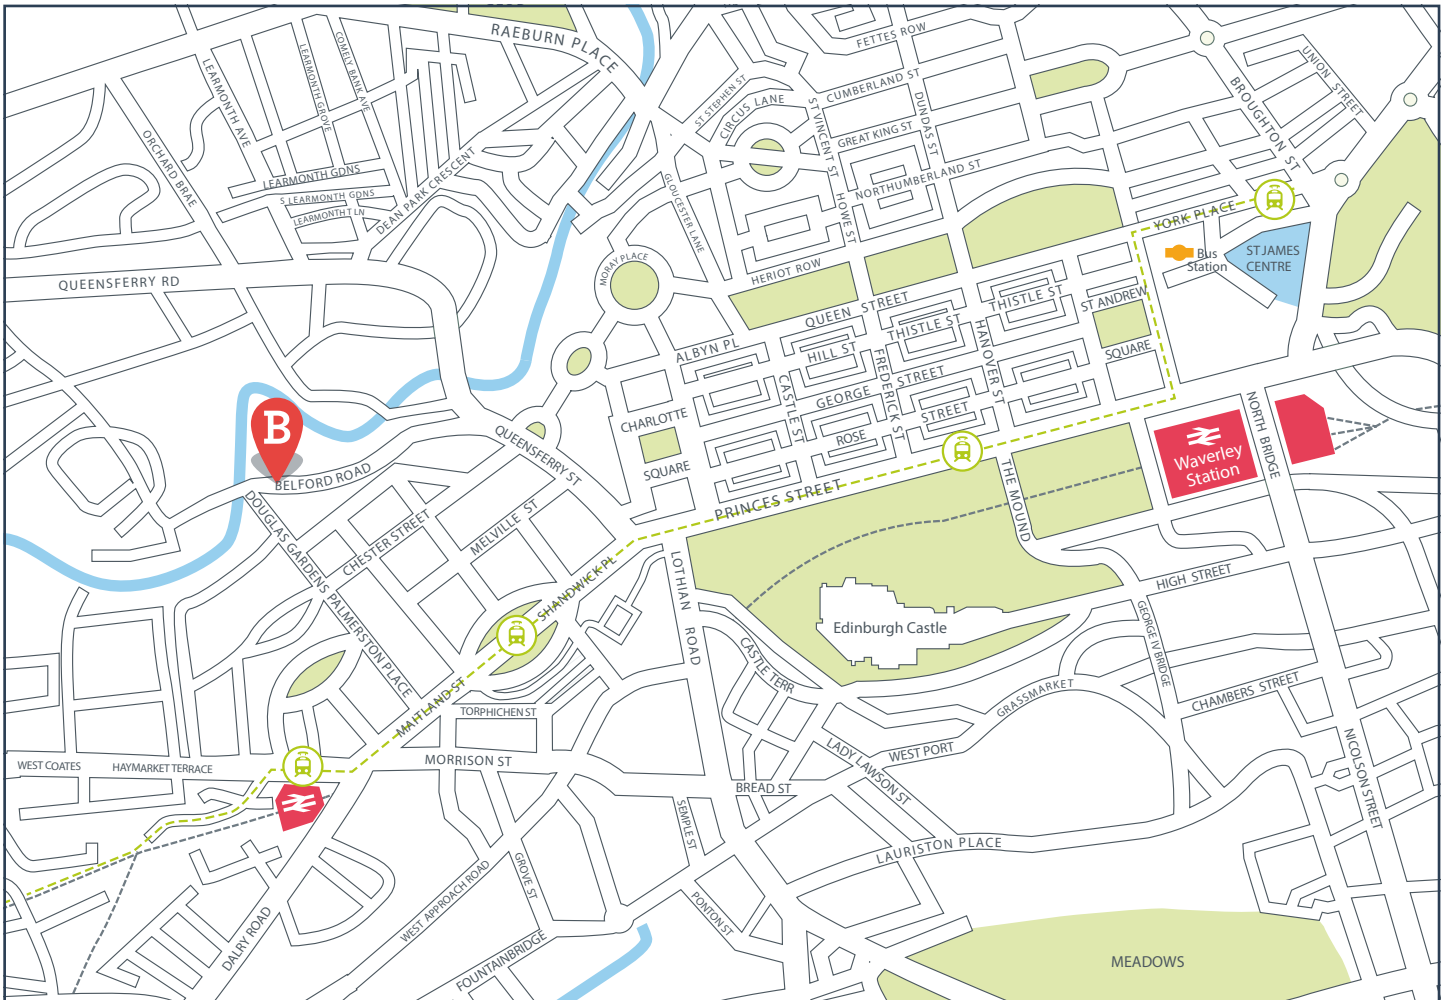 RAEBURN PLACE
FETTES ROW
UNION STREET
COMELY BANK AVE
LEARMONTH GROVE
LEARMONTH AVE
ST STEPHEN ST
CUMBERLAND ST
BROUGHTON ST
CIRCUS LANE
ST VINCENT ST
DUNDAS ST
GREAT KING ST
ORCHARD BRAE
LEARMONTH GDNS
S LEARMONTH GDNS
LEARMONTH T LN
DEAN PARK CRESCENT
GLOUCESTER LANE
NORTHUMBERLAND ST
HOWE ST
YORK PLACE
Bus
Station
ST JAMES
CENTRE
MORAY PLACE
HERIOT ROW
QUEENSFERRY RD
QUEEN STREET
THISTLE ST
THISTLE ST
ST ANDREW
SQUARE
ALBYN PL
HILL ST
HANOVER ST
FREDERICK ST
GEORGE STREET
CASTLE ST
CHARLOTTE
SQUARE
ROSE STREET
NORTH BRIDGE
B
BELFORD ROAD
QUEENSFERRY ST
Waverley
Station
PRINCES STREET
THE MOUND
DOUGLAS GARDENS
CHESTER STREET
MELVILLE ST
SHANDWICK PL
LOTHIAN ROAD
HIGH STREET
PALMERSTON PLACE
Edinburgh Castle
GEORGE IV BRIDGE
CASTLE TERR
GRASSMARKET
CHAMBERS STREET
MAITLAND ST
TORPHICHEN ST
WEST COATES
HAYMARKET TERRACE
MORRISON ST
LADY LAWSON ST
WEST PORT
NICOLSON STREET
BREAD ST
SEMPLE ST
LAURISTON PLACE
GROVE ST
WEST APPROACH ROAD
PONTON ST
DALRY ROAD
FOUNTAINBRIDGE
MEADOWS